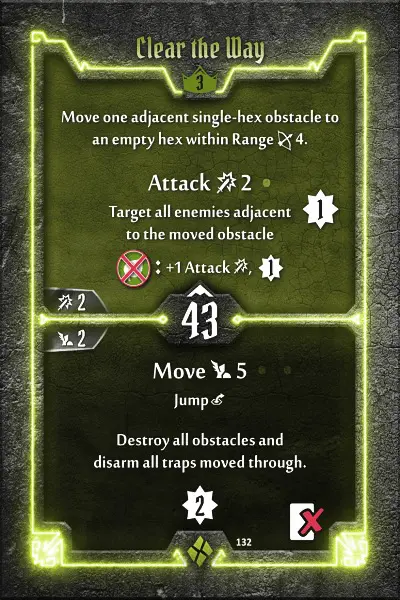 Clear the Way
3
Move one adjacent single-hex obstacle to
an empty hex within Range 4.
Attack 2
Target all enemies adjacent
to the moved obstacle
1
: +1 Attack, 1
2
43
2
Move 5
Jump
Destroy all obstacles and
disarm all traps moved through.
2
132